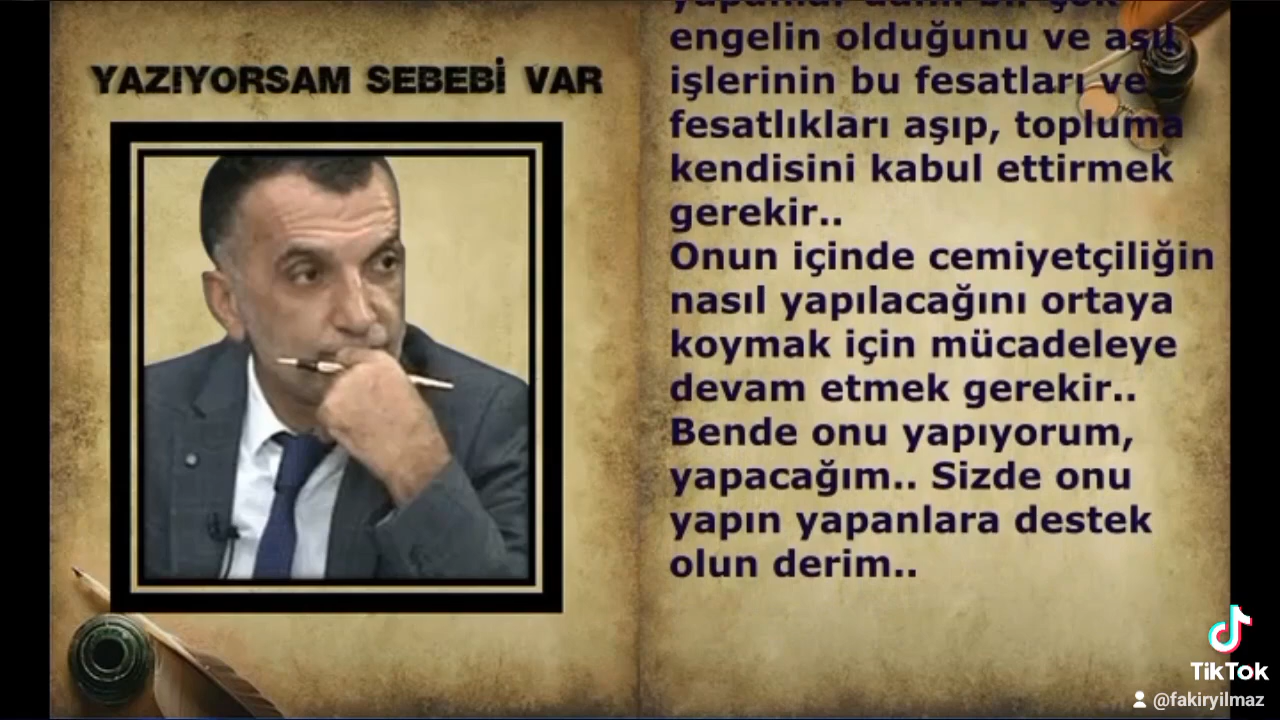 YAZIYORSAM SEBEBİ VAR
engelin olduğunu ve asıl
işlerinin bu fesatları ve
fesatlıkları aşıp, topluma
kendisini kabul ettirmek
gerekir..
Onun içinde cemiyetçiliğin
nasıl yapılacağını ortaya
koymak için mücadeleye
devam etmek gerekir..
Bende onu yapıyorum,
yapacağım.. Sizde onu
yapın yapanlara destek
olun derim..
TikTok
@fakiryilmaz